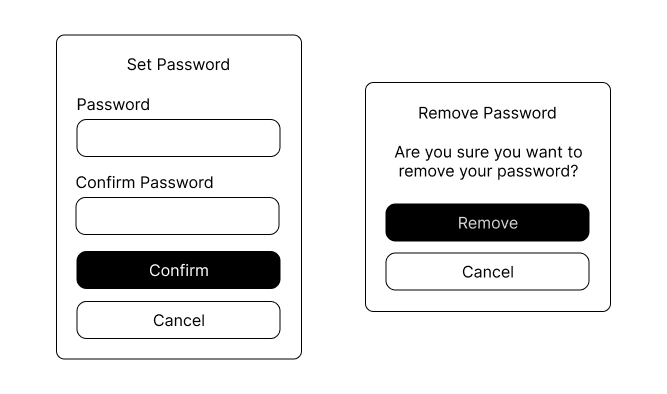 Set Password
Password
Confirm Password
Confirm
Cancel
Remove Password
Are you sure you want to
remove your password?
Remove
Cancel